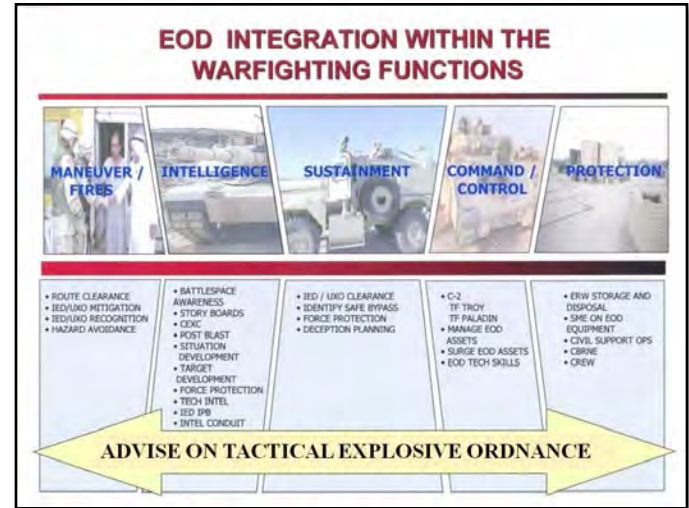 EOD INTEGRATION WITHIN THE
WARFIGHTING FUNCTIONS
MANEUVER /
FIRES
INTELLIGENCE
SUSTAINMENT
COMMAND /
CONTROL
PROTECTION
• ROUTE CLEARANCE
• IED/UXO MITIGATION
• IED/UXO RECOGNITION
• HAZARD AVOIDANCE
• BATTLESPACE
AWARENESS
• STORY BOARDS
• CEXC
• POST BLAST
• SITUATION
DEVELOPMENT
• TARGET
DEVELOPMENT
• FORCE PROTECTION
• TECH INTEL
• IED IPB
• INTEL CONDUIT
• IED / UXO CLEARANCE
• IDENTIFY SAFE BYPASS
• FORCE PROTECTION
• DECEPTION PLANNING
• C-2
TF TROY
TF PALADIN
• MANAGE EOD
ASSETS
• SURGE EOD ASSETS
• EOD TECH SKILLS
• ERW STORAGE AND
DISPOSAL
• SME ON EOD
EQUIPMENT
• CIVIL SUPPORT OPS
• CBRNE
• CREW
ADVISE ON TACTICAL EXPLOSIVE ORDNANCE